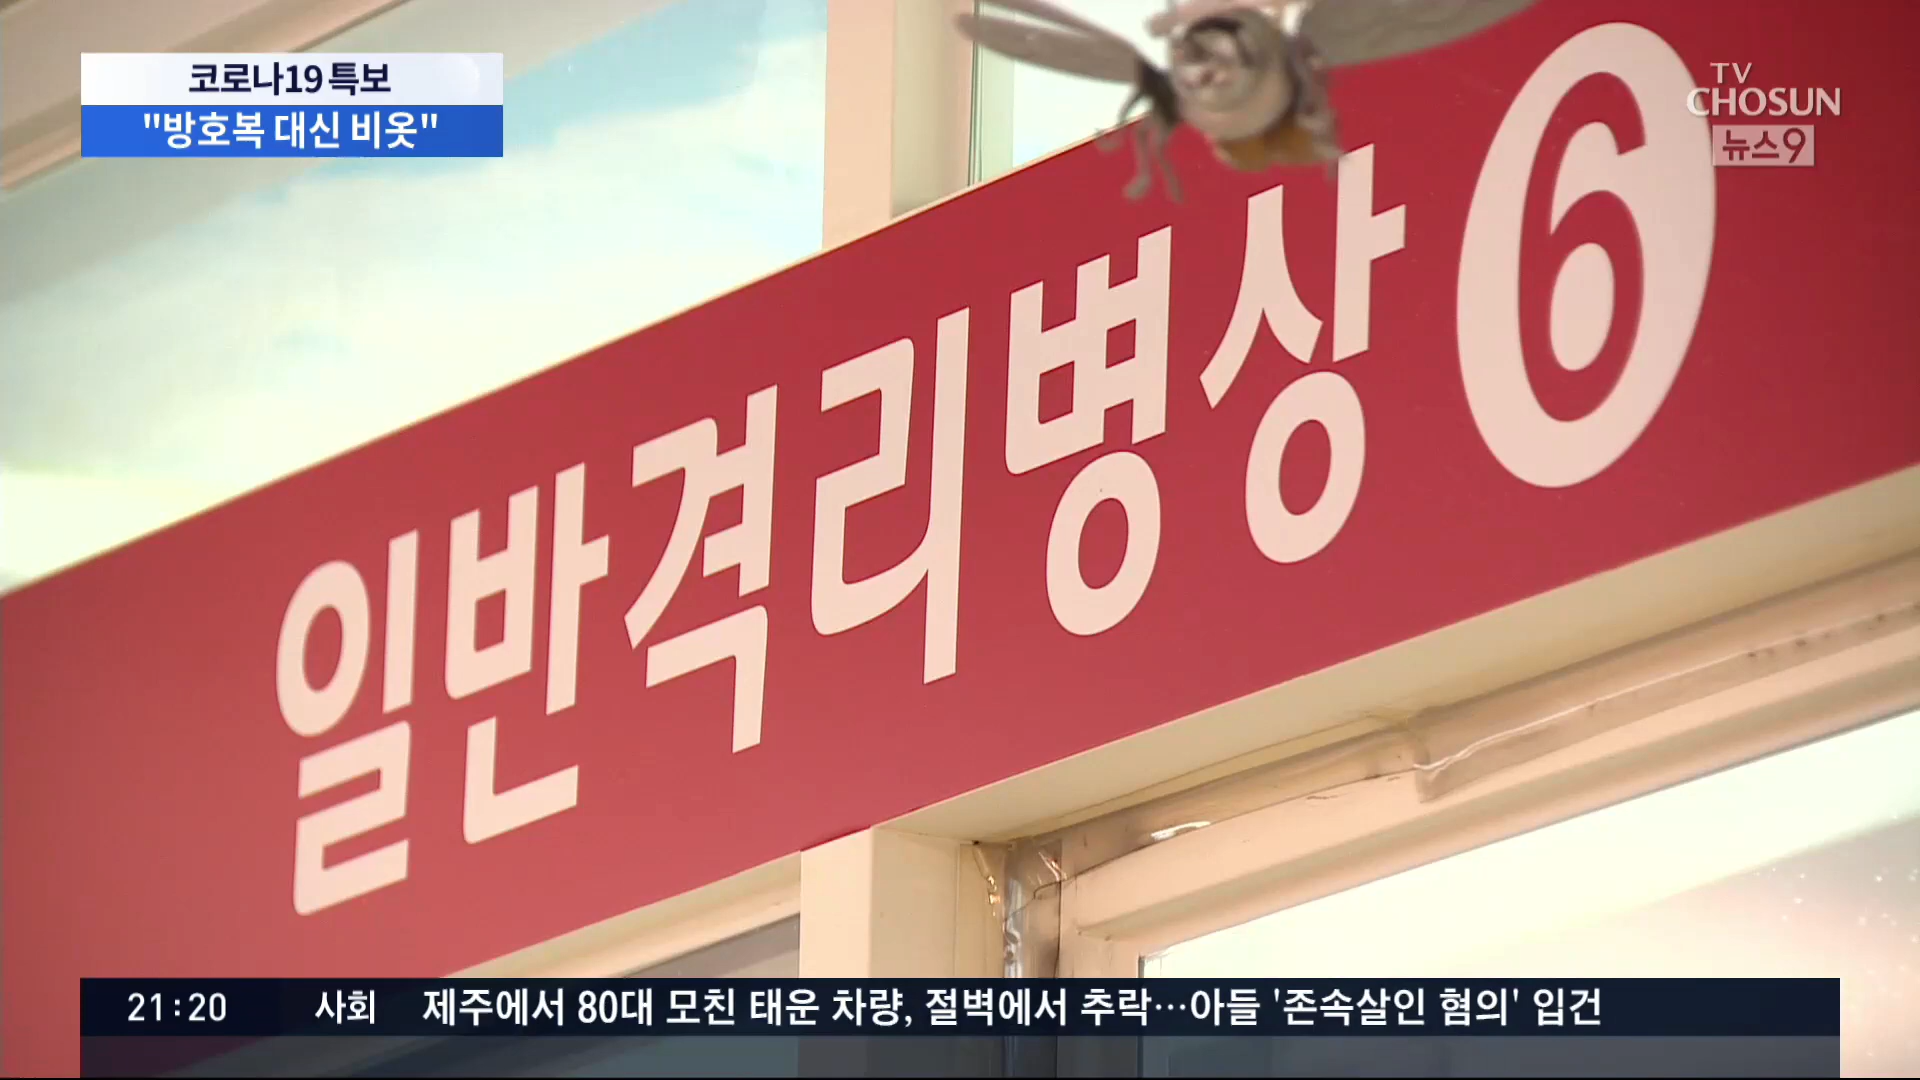 코로나19 특보
"방호복 대신 비옷"
TV
CHOSUN
뉴스9
일반격리병상 6
21:20 사회 제주에서 80대 모친 태운 차량, 절벽에서 추락…아들 '존속살인 혐의' 입건